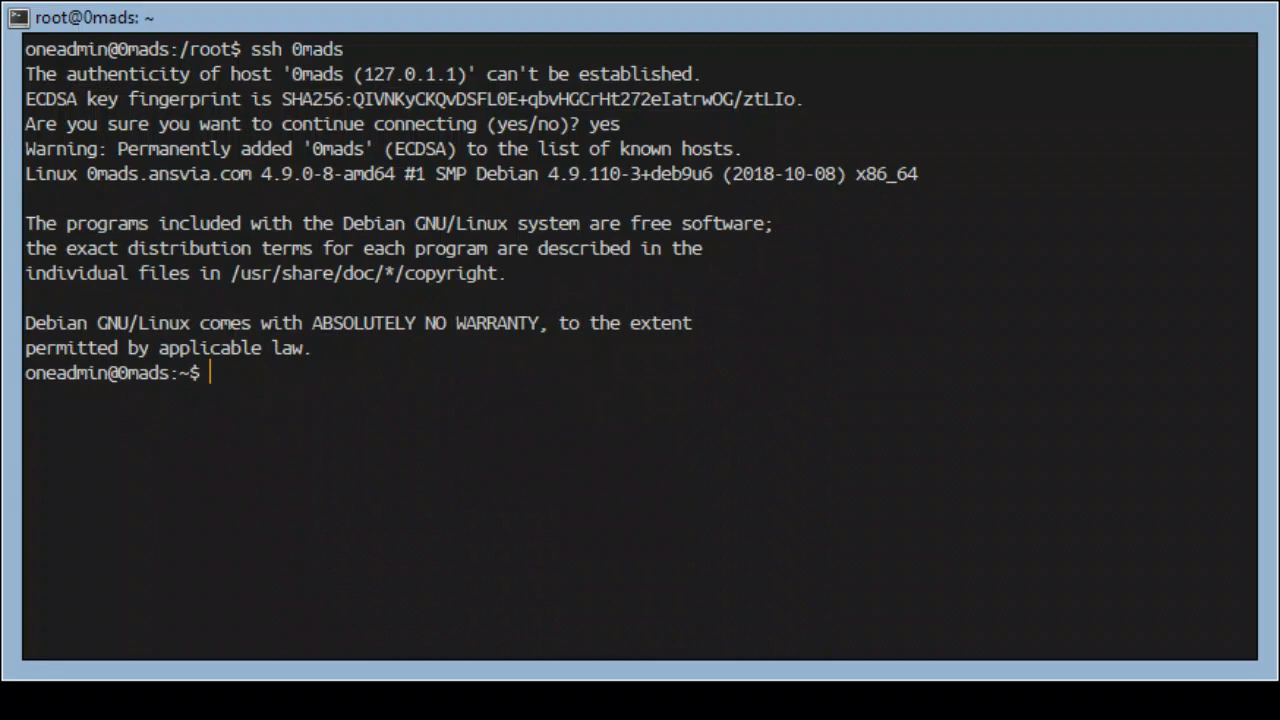 root@0mads: ~
oneadmin@0mads:/root$ ssh 0mads
The authenticity of host '0mads (127.0.1.1)' can't be established.
ECDSA key fingerprint is SHA256:QIVNKyCKQvDSFL0E+qbvHGCrHt272eIatrwOG/ztLIo.
Are you sure you want to continue connecting (yes/no)? yes
Warning: Permanently added '0mads' (ECDSA) to the list of known hosts.
Linux 0mads.ansvia.com 4.9.0-8-amd64 #1 SMP Debian 4.9.110-3+deb9u6 (2018-10-08) x86_64
The programs included with the Debian GNU/Linux system are free software;
the exact distribution terms for each program are described in the
individual files in /usr/share/doc/*/copyright.
Debian GNU/Linux comes with ABSOLUTELY NO WARRANTY, to the extent
permitted by applicable law.
oneadmin@0mads:~$